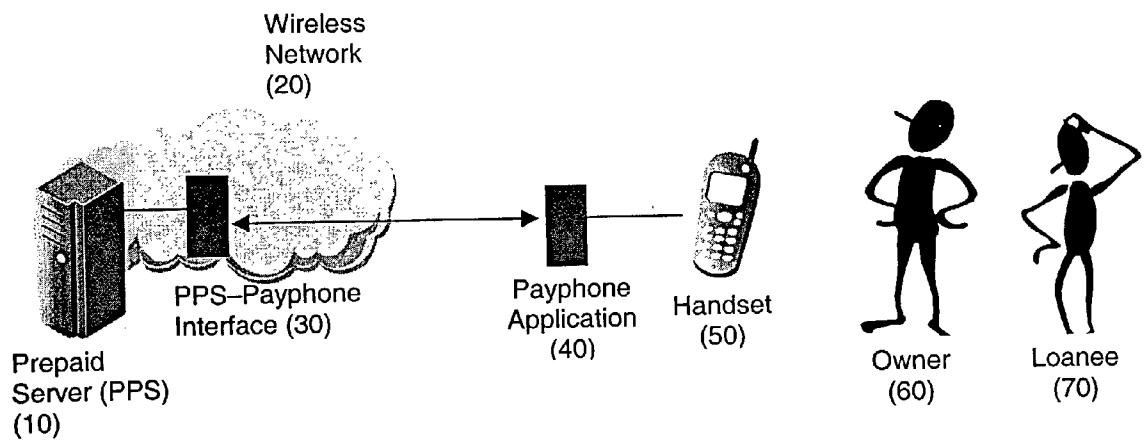 Wireless
Network
(20)
PPS–Payphone
Interface (30)
Payphone
Application
(40)
Handset
(50)
Prepaid
Server (PPS)
(10)
Owner
(60)
Loanee
(70)